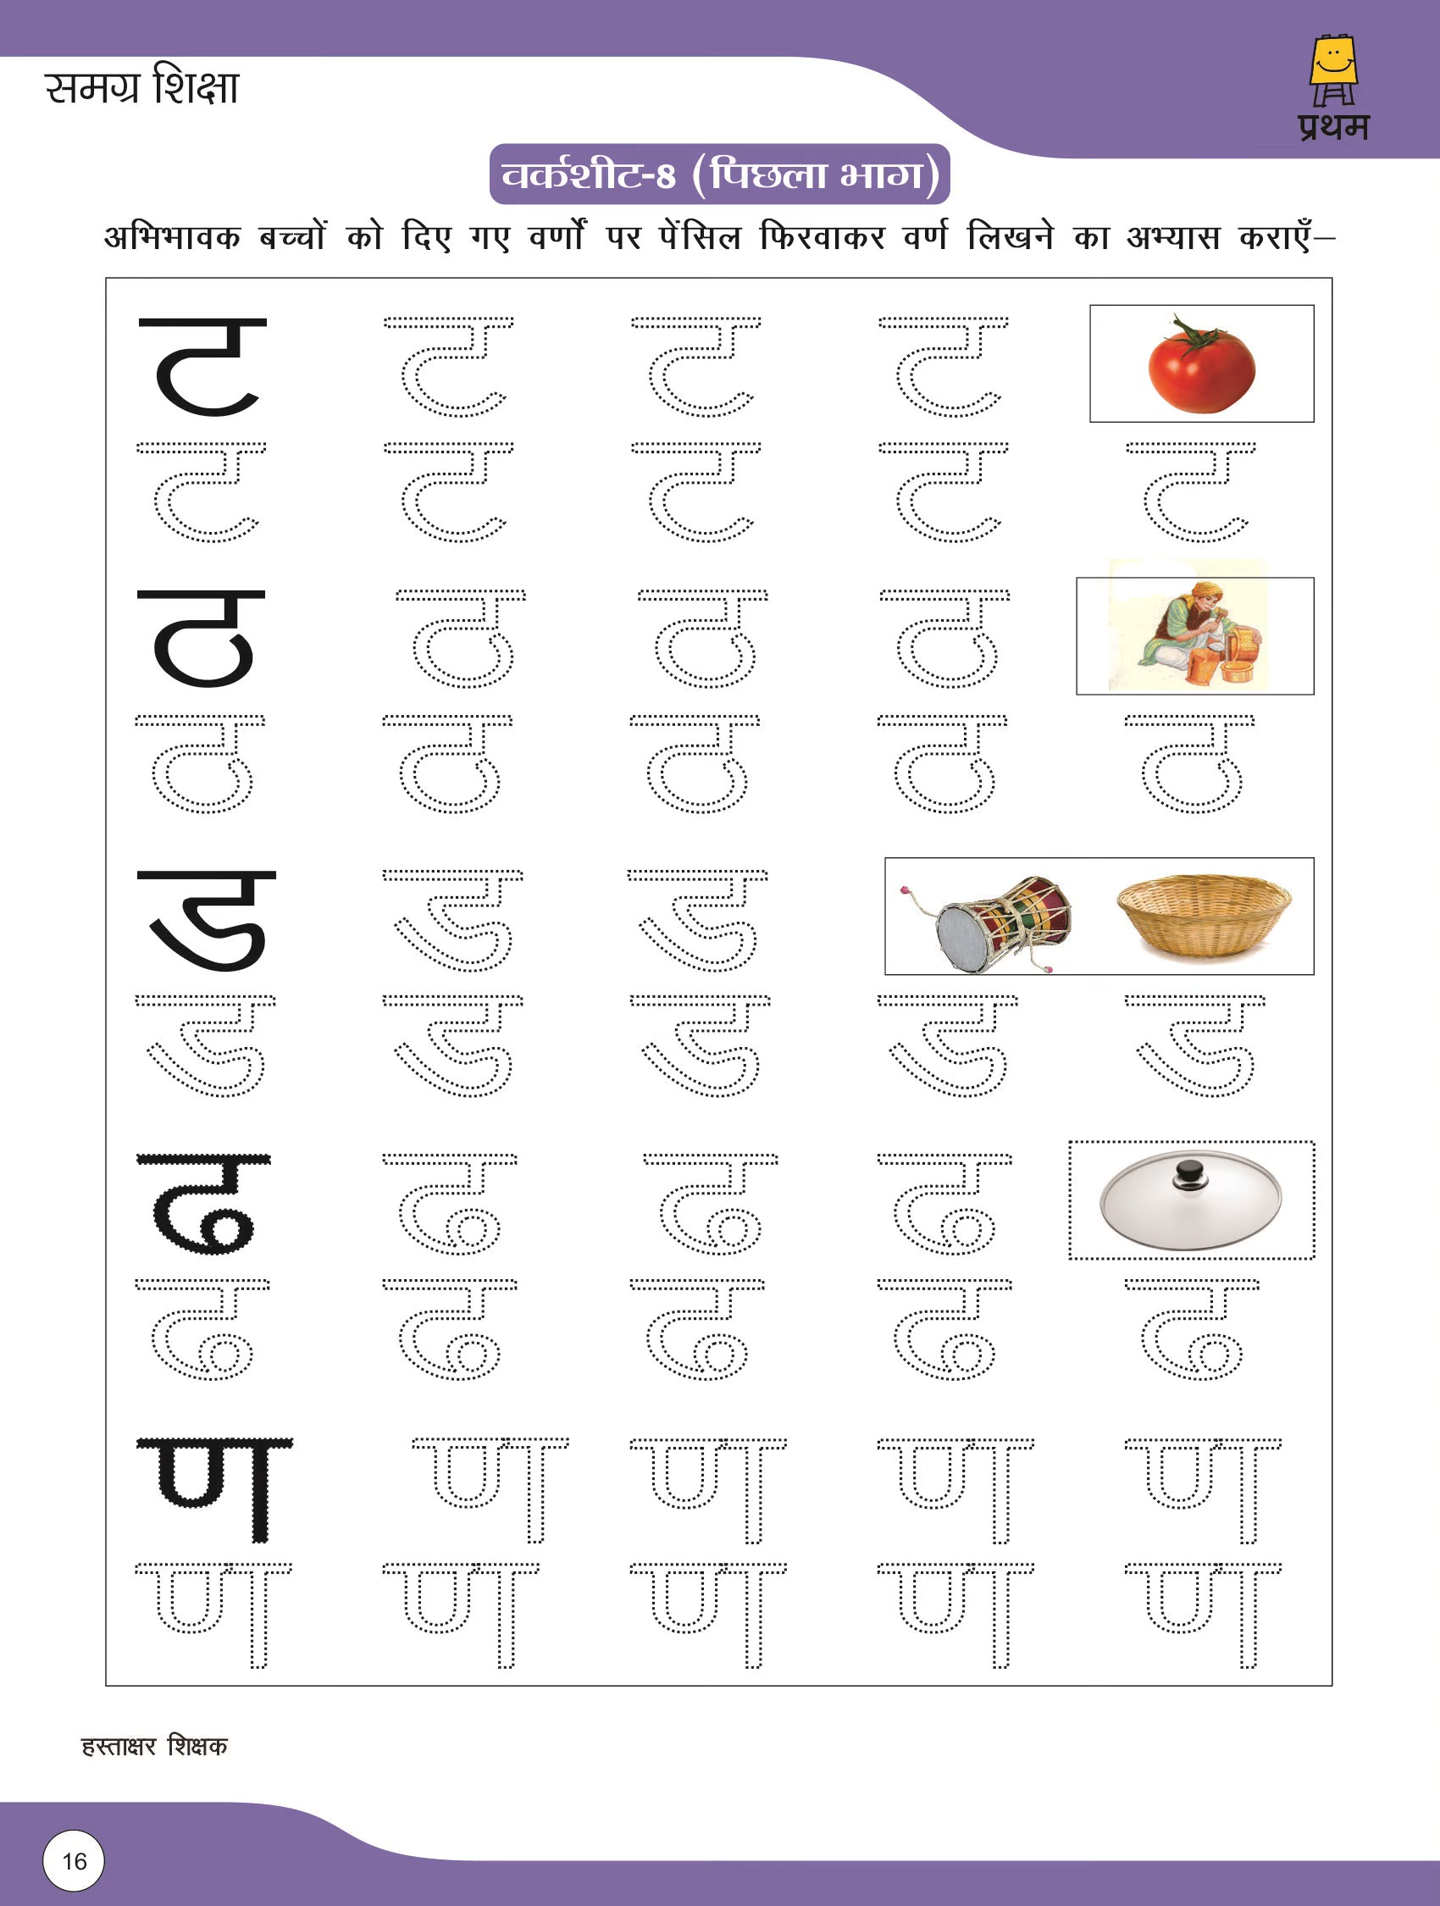 समग्र शिक्षा
प्रथम
वर्कशीट-8 (पिछला भाग)
अभिभावक बच्चों को दिए गए वर्णों पर पेंसिल फिरवाकर वर्ण लिखने का अभ्यास कराएँ–
ट ट ट ट
ट ट ट ट ट
ठ ठ ठ ठ
ठ ठ ठ ठ ठ
ड ड ड
ड ड ड ड ड
ढ ढ ढ ढ
ढ ढ ढ ढ ढ
ण ण ण ण ण
ण ण ण ण ण
हस्ताक्षर शिक्षक
16